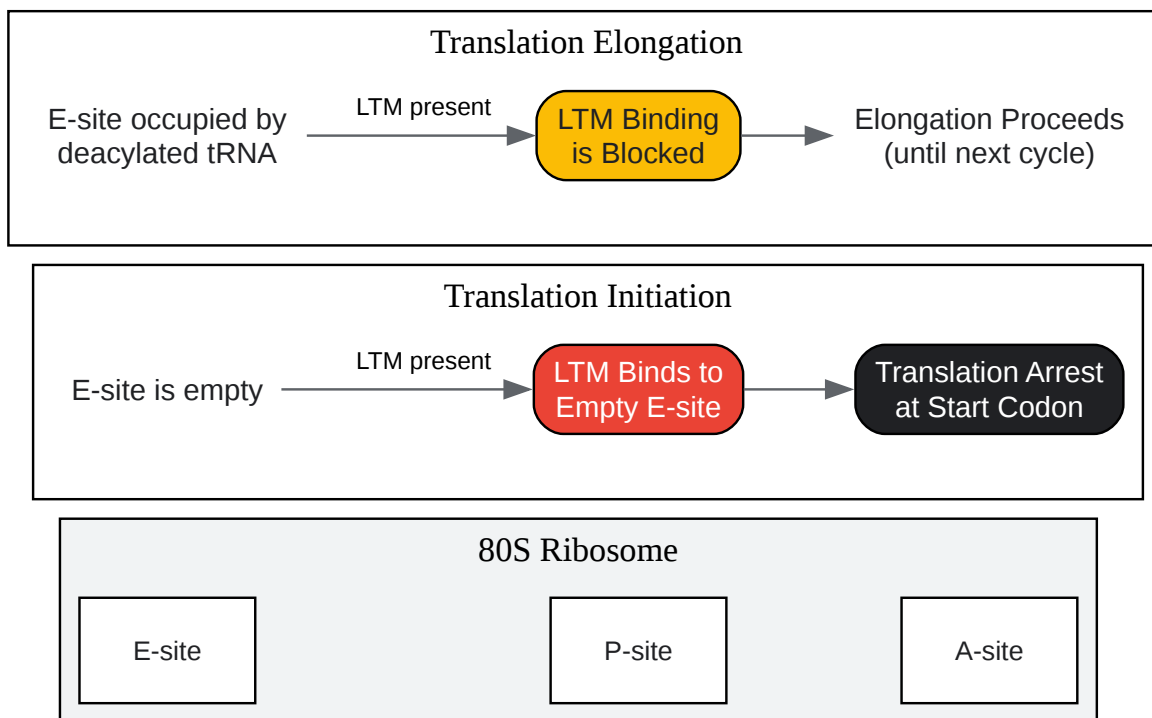 Translation Elongation
E-site occupied by
deacylated tRNA
LTM present
LTM Binding
is Blocked
Elongation Proceeds
(until next cycle)
Translation Initiation
E-site is empty
LTM present
LTM Binds to
Empty E-site
Translation Arrest
at Start Codon
80S Ribosome
E-site
P-site
A-site